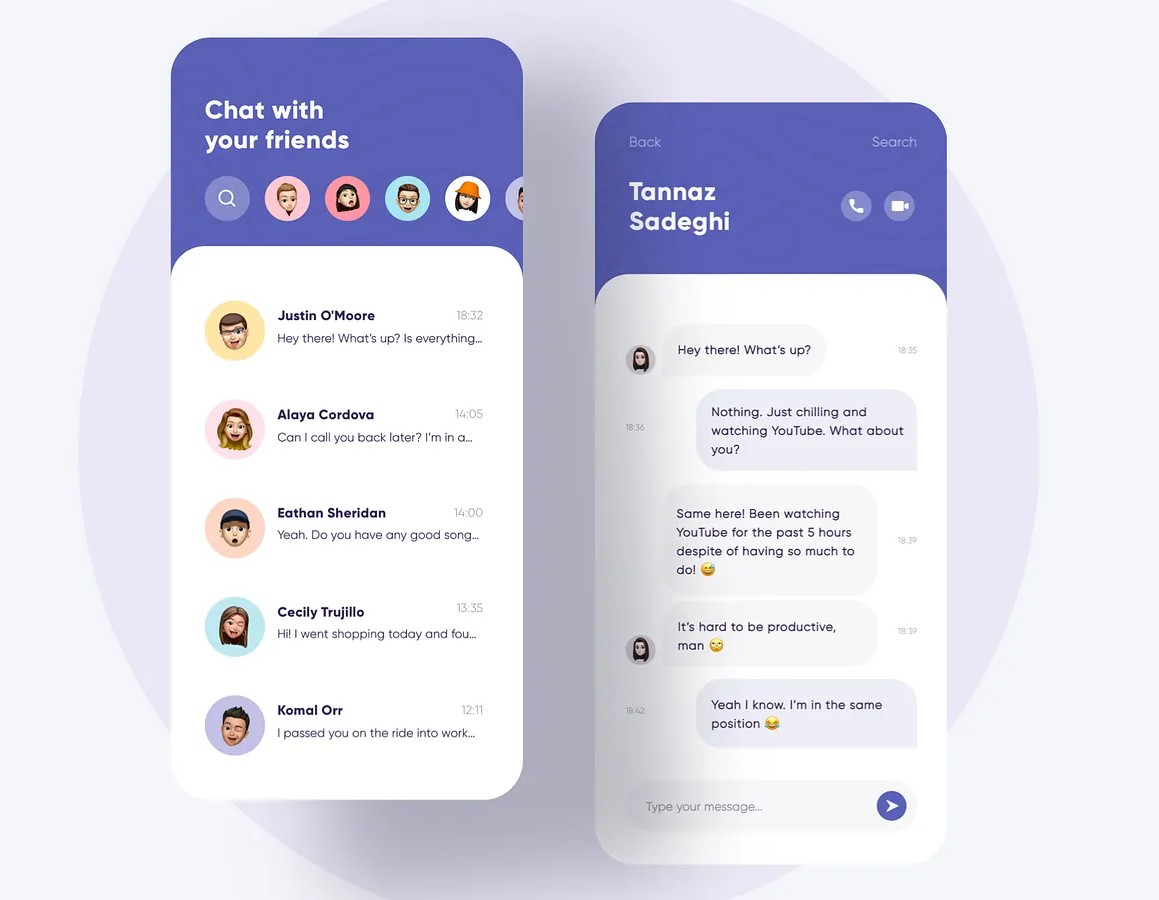 Chat with
your friends
Justin O'Moore
18:32
Hey there! What's up? Is everything...
Alaya Cordova
14:05
Can I call you back later? I'm in a...
Eathan Sheridan
14:00
Yeah. Do you have any good song...
Cecily Trujillo
13:35
Hi! I went shopping today and fou...
Komal Orr
12:11
I passed you on the ride into work...
Back
Search
Tannaz
Sadeghi
Hey there! What's up?
18:35
Nothing. Just chilling and
watching YouTube. What about
you?
18:36
Same here! Been watching
YouTube for the past 5 hours
despite of having so much to
do! 😅
18:39
It's hard to be productive,
man 🙄
18:39
Yeah I know. I'm in the same
position 😂
18:42
Type your message...